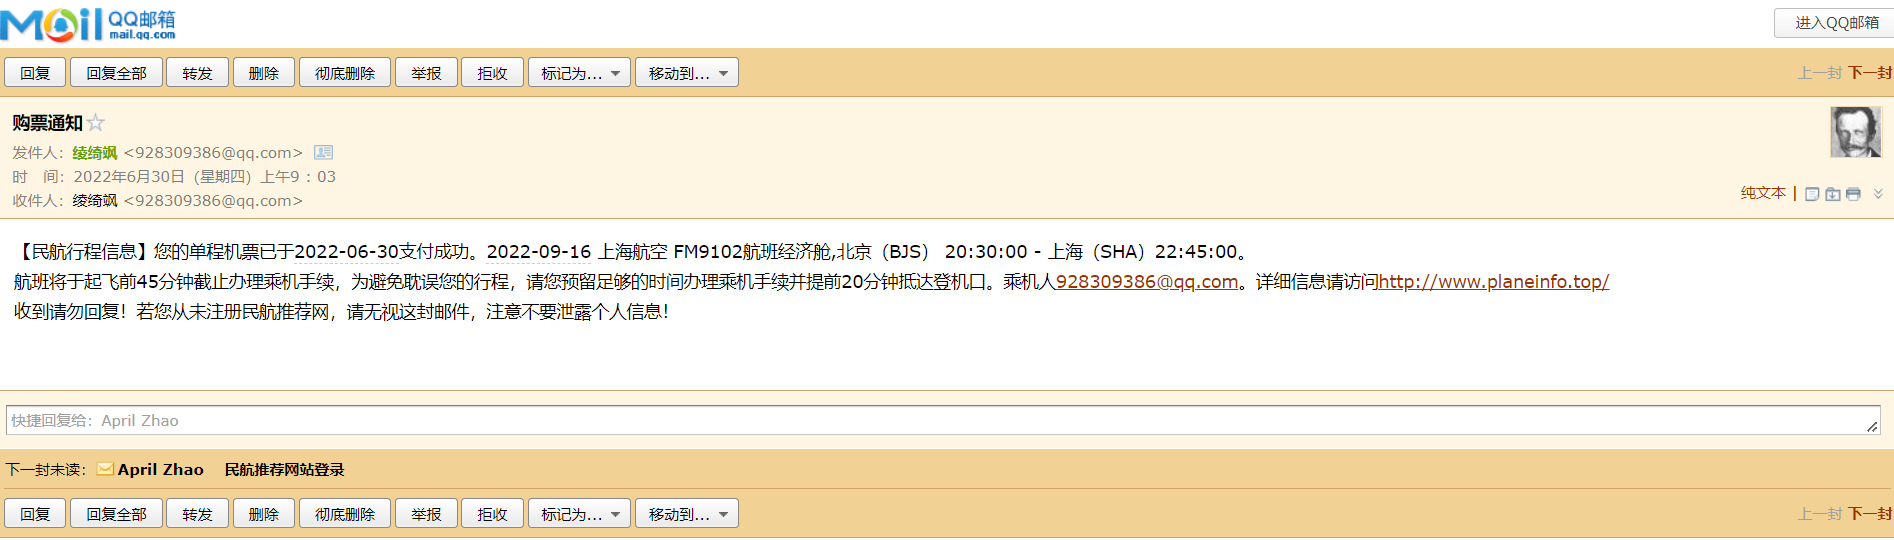 Mail QQ邮箱 mail.qq.com 进入QQ邮箱
回复 回复全部 转发 删除 彻底删除 举报 拒收 标记为... 移动到... 上一封 下一封
购票通知
发件人：绫绮飒 <928309386@qq.com>
时 间：2022年6月30日（星期四）上午9：03
收件人：绫绮飒 <928309386@qq.com>
纯文本 |
【民航行程信息】您的单程机票已于2022-06-30支付成功。2022-09-16 上海航空 FM9102航班经济舱,北京（BJS） 20:30:00 - 上海（SHA）22:45:00。
航班将于起飞前45分钟截止办理乘机手续，为避免耽误您的行程，请您预留足够的时间办理乘机手续并提前20分钟抵达登机口。乘机人928309386@qq.com。详细信息请访问http://www.planeinfo.top/
收到请勿回复！若您从未注册民航推荐网，请无视这封邮件，注意不要泄露个人信息！
快捷回复给：April Zhao
下一封未读： April Zhao 民航推荐网站登录
回复 回复全部 转发 删除 彻底删除 举报 拒收 标记为... 移动到... 上一封 下一封